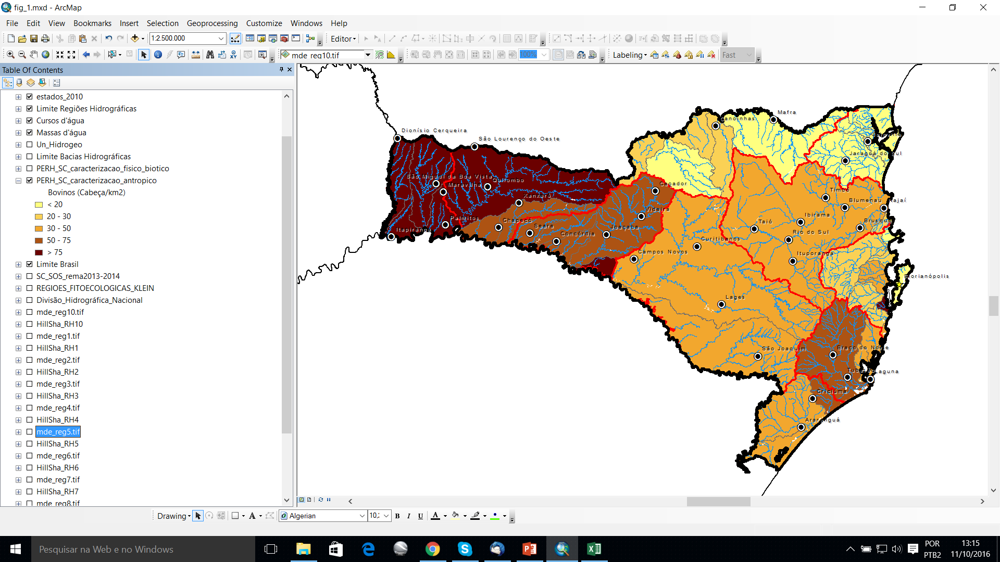 fig_1.mxd - ArcMap
File Edit View Bookmarks Insert Selection Geoprocessing Customize Windows Help
1:2.500.000
Editor
mde_reg10.tif
100%
Labeling
Fast
Table Of Contents
estados_2010
Limite Regiões Hidrográficas
Cursos d'água
Massas d'água
Un_Hidrogeo
Limite Bacias Hidrográficas
PERH_SC_caracterizacao_fisico_biotico
PERH_SC_caracterizacao_antropico
Bovinos (Cabeça/km2)
< 20
20 - 30
30 - 50
50 - 75
> 75
Limite Brasil
SC_SOS_rema2013-2014
REGIOES_FITOECOLOGICAS_KLEIN
Divisão_Hidrográfica_Nacional
mde_reg10.tif
HillSha_RH10
mde_reg1.tif
HillSha_RH1
mde_reg2.tif
HillSha_RH2
mde_reg3.tif
HillSha_RH3
mde_reg4.tif
HillSha_RH4
mde_reg5.tif
HillSha_RH5
mde_reg6.tif
HillSha_RH6
mde_reg7.tif
HillSha_RH7
mde_reg8.tif
Mafra
Canoinhas
Dionísio Cerqueira
São Lourenço do Oeste
Joinville
Jaraguá do Sul
São Miguel da Boa Vista
Maravilha
Quilombo
Caçador
Xanxerê
Timbó
Blumenau
Itajaí
Videira
Ibirama
Palmitos
Chapecó
Taió
Brusque
Itapiranga
Seara
Joaçaba
Rio do Sul
Concórdia
Curitibanos
Campos Novos
Ituporanga
Florianópolis
Lages
São Joaquim
Braço do Norte
Tubarão
Laguna
Criciúma
Araranguá
Drawing
Algerian
10,
B I U A
Pesquisar na Web e no Windows
POR
PTB2
13:15
11/10/2016